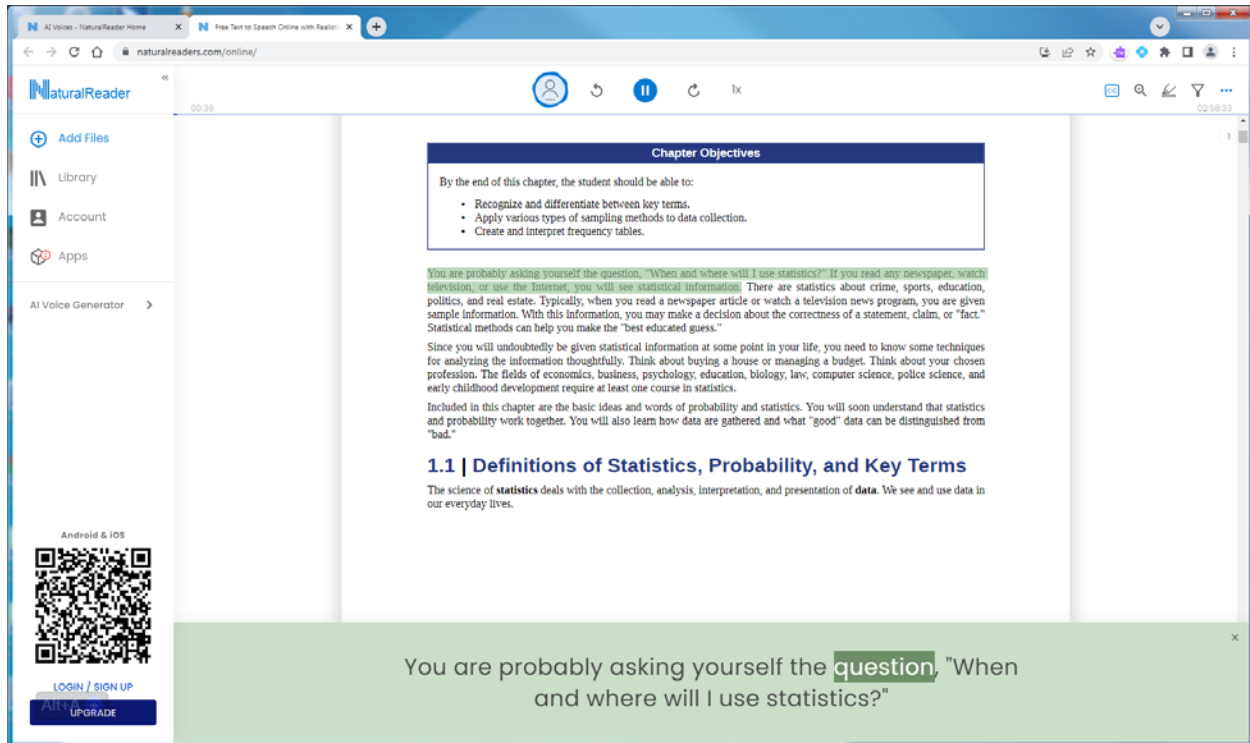 AI Voices - NaturalReader Home
Free Text to Speech Online with Realis
naturalreaders.com/online/
NaturalReader
00:36
1x
CC
02:58:33
Add Files
Library
Account
Apps
AI Voice Generator
1
Chapter Objectives
By the end of this chapter, the student should be able to:
• Recognize and differentiate between key terms.
• Apply various types of sampling methods to data collection.
• Create and interpret frequency tables.
You are probably asking yourself the question, "When and where will I use statistics?" If you read any newspaper, watch
television, or use the Internet, you will see statistical information. There are statistics about crime, sports, education,
politics, and real estate. Typically, when you read a newspaper article or watch a television news program, you are given
sample information. With this information, you may make a decision about the correctness of a statement, claim, or "fact."
Statistical methods can help you make the "best educated guess."
Since you will undoubtedly be given statistical information at some point in your life, you need to know some techniques
for analyzing the information thoughtfully. Think about buying a house or managing a budget. Think about your chosen
profession. The fields of economics, business, psychology, education, biology, law, computer science, police science, and
early childhood development require at least one course in statistics.
Included in this chapter are the basic ideas and words of probability and statistics. You will soon understand that statistics
and probability work together. You will also learn how data are gathered and what "good" data can be distinguished from
"bad."
1.1 | Definitions of Statistics, Probability, and Key Terms
The science of statistics deals with the collection, analysis, interpretation, and presentation of data. We see and use data in
our everyday lives.
Android & iOS
LOGIN / SIGN UP
Alt+A
UPGRADE
You are probably asking yourself the question, "When
and where will I use statistics?"